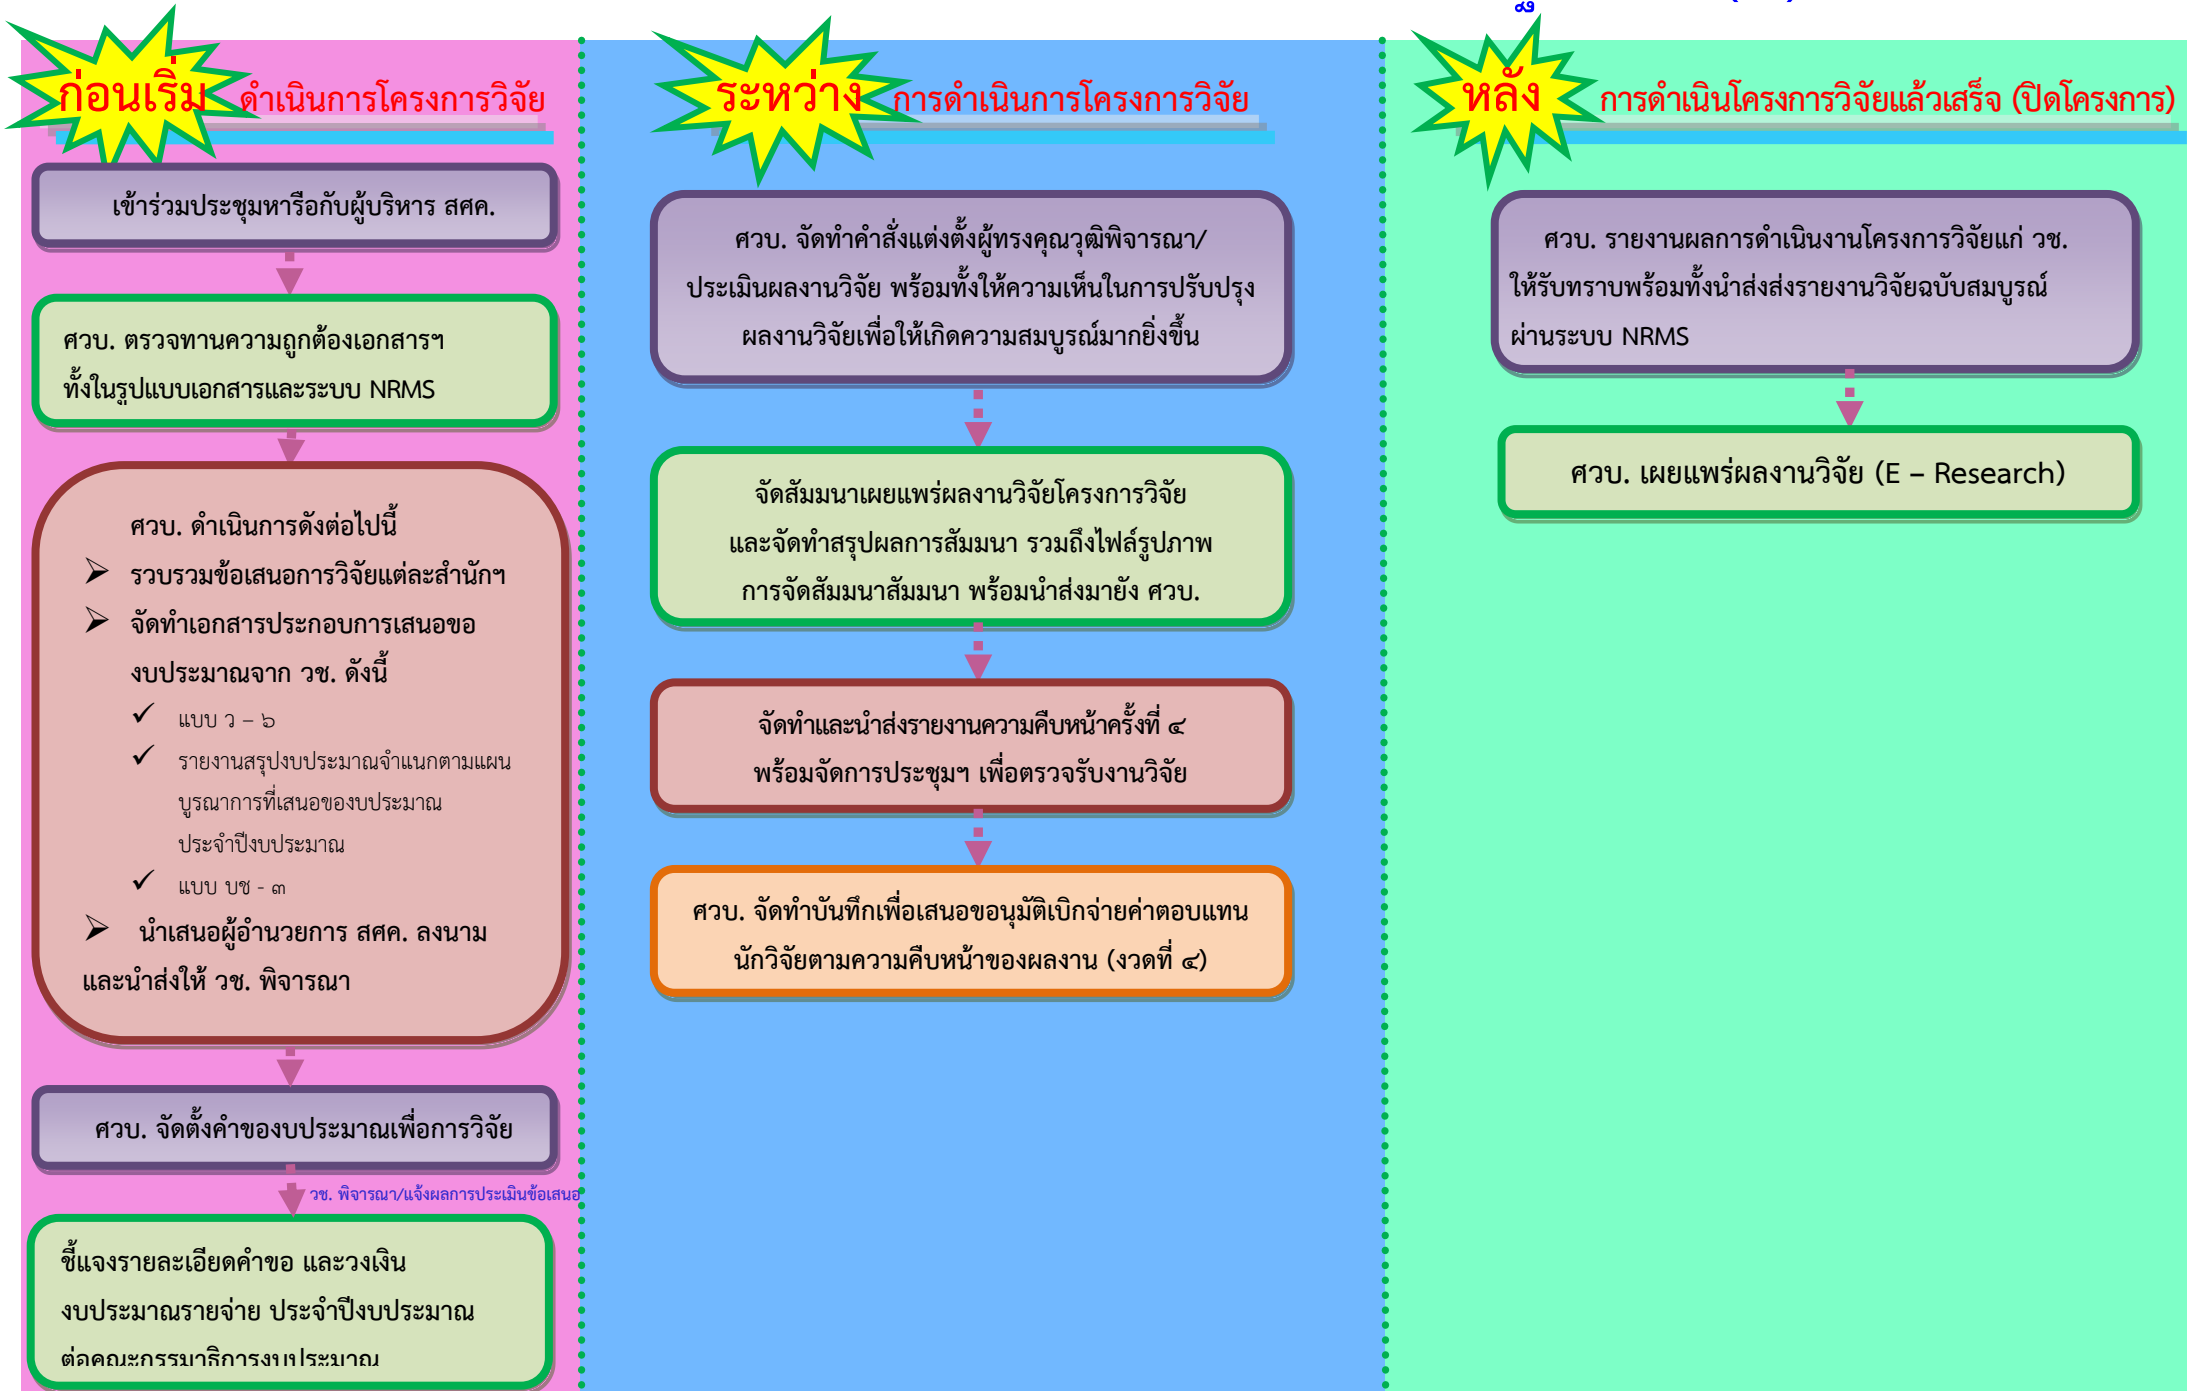 ก่อนเริ่ม ดำเนินการโครงการวิจัย
เข้าร่วมประชุมหารือกับผู้บริหาร สศค.
ศวบ. ตรวจทานความถูกต้องเอกสารฯ
ทั้งในรูปแบบเอกสารและระบบ NRMS
ศวบ. ดำเนินการดังต่อไปนี้
➢ รวบรวมข้อเสนอการวิจัยแต่ละสำนักฯ
➢ จัดทำเอกสารประกอบการเสนอขอ
งบประมาณจาก วช. ดังนี้
✓ แบบ ว – ๖
✓ รายงานสรุปงบประมาณจำแนกตามแผน
บูรณาการที่เสนอของบประมาณ
ประจำปีงบประมาณ
✓ แบบ บช - ๓
➢ นำเสนอผู้อำนวยการ สศค. ลงนาม
และนำส่งให้ วช. พิจารณา
ศวบ. จัดตั้งคำของบประมาณเพื่อการวิจัย
วช. พิจารณา/แจ้งผลการประเมินข้อเสนอ
ชี้แจงรายละเอียดคำขอ และวงเงิน
งบประมาณรายจ่าย ประจำปีงบประมาณ
ต่อคณะกรรมาธิการงบประมาณ
ระหว่าง การดำเนินการโครงการวิจัย
ศวบ. จัดทำคำสั่งแต่งตั้งผู้ทรงคุณวุฒิพิจารณา/
ประเมินผลงานวิจัย พร้อมทั้งให้ความเห็นในการปรับปรุง
ผลงานวิจัยเพื่อให้เกิดความสมบูรณ์มากยิ่งขึ้น
จัดสัมมนาเผยแพร่ผลงานวิจัยโครงการวิจัย
และจัดทำสรุปผลการสัมมนา รวมถึงไฟล์รูปภาพ
การจัดสัมมนาสัมมนา พร้อมนำส่งมายัง ศวบ.
จัดทำและนำส่งรายงานความคืบหน้าครั้งที่ ๔
พร้อมจัดการประชุมฯ เพื่อตรวจรับงานวิจัย
ศวบ. จัดทำบันทึกเพื่อเสนอขอนุมัติเบิกจ่ายค่าตอบแทน
นักวิจัยตามความคืบหน้าของผลงาน (งวดที่ ๔)
หลัง การดำเนินโครงการวิจัยแล้วเสร็จ (ปิดโครงการ)
ศวบ. รายงานผลการดำเนินงานโครงการวิจัยแก่ วช.
ให้รับทราบพร้อมทั้งนำส่งส่งรายงานวิจัยฉบับสมบูรณ์
ผ่านระบบ NRMS
ศวบ. เผยแพร่ผลงานวิจัย (E – Research)